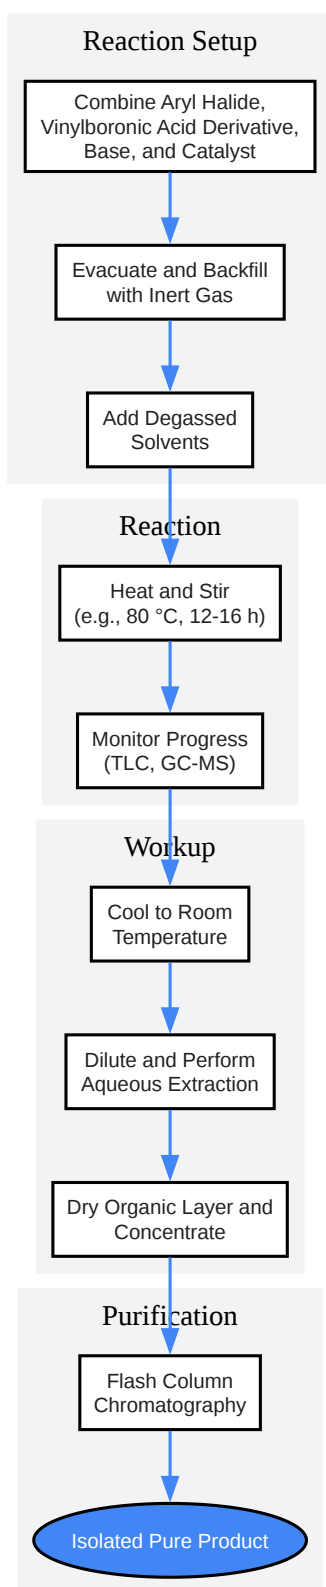 Reaction Setup
Combine Aryl Halide,
Vinylboronic Acid Derivative,
Base, and Catalyst
Evacuate and Backfill
with Inert Gas
Add Degassed
Solvents
Reaction
Heat and Stir
(e.g., 80 °C, 12-16 h)
Monitor Progress
(TLC, GC-MS)
Workup
Cool to Room
Temperature
Dilute and Perform
Aqueous Extraction
Dry Organic Layer and
Concentrate
Purification
Flash Column
Chromatography
Isolated Pure Product